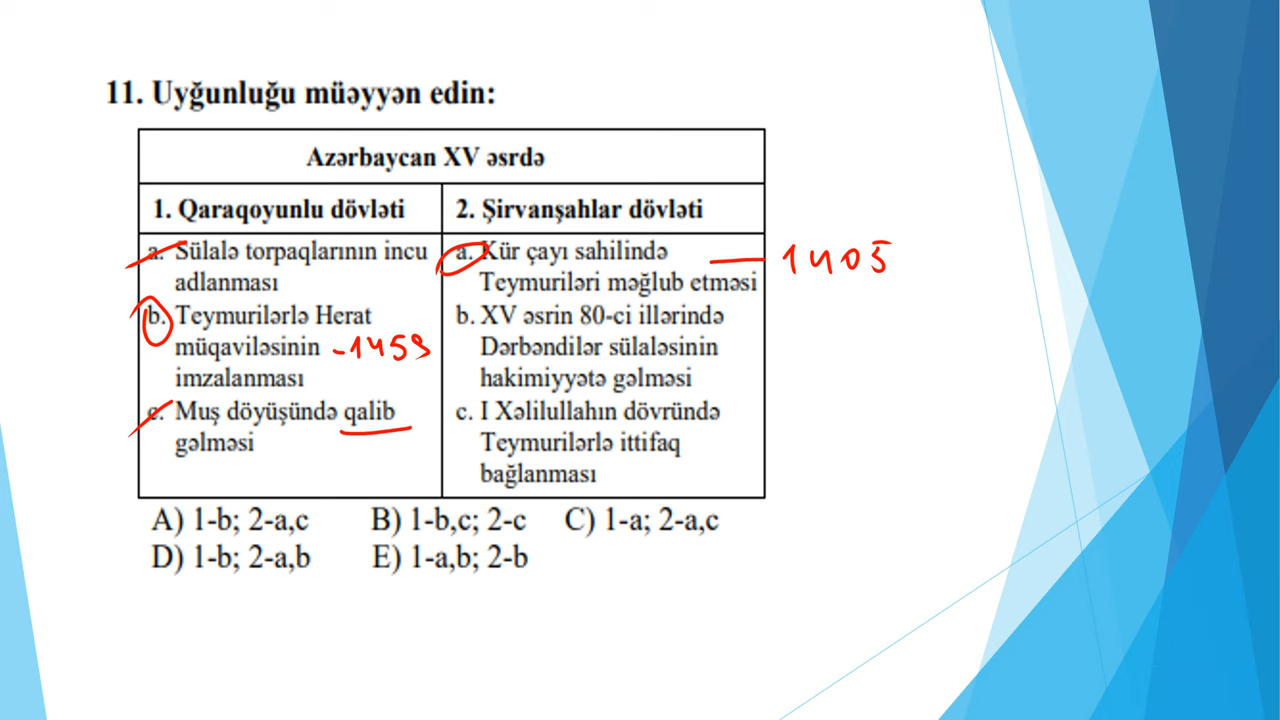 11. Uyğunluğu müəyyən edin:
Azərbaycan XV əsrdə
1. Qaraqoyunlu dövləti
2. Şirvanşahlar dövləti
a. Sülalə torpaqlarının incu
adlanması
b. Teymurilərlə Herat
müqaviləsinin - 1459
imzalanması
c. Muş döyüşündə qalib
gəlməsi
a. Kür çayı sahilində
Teymuriləri məğlub etməsi
1405
b. XV əsrin 80-ci illərində
Dərbəndilər sülaləsinin
hakimiyyətə gəlməsi
c. I Xəlilullahın dövründə
Teymurilərlə ittifaq
bağlanması
A) 1-b; 2-a,c B) 1-b,c; 2-c C) 1-a; 2-a,c
D) 1-b; 2-a,b E) 1-a,b; 2-b